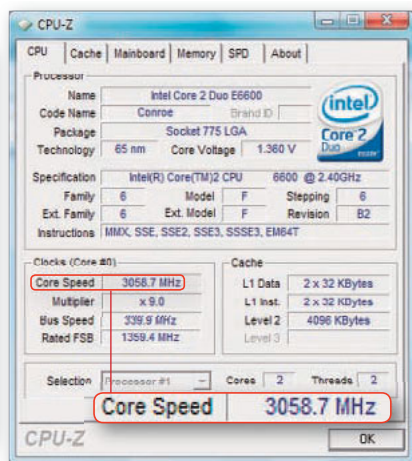 CPU-Z
CPU Cache Mainboard Memory SPD About
Processor
Name Intel Core 2 Duo E6600
Code Name Conroe Brand ID
Package Socket 775 LGA
Technology 65 nm Core Voltage 1.360 V
intel
Core 2
Duo
Specification Intel(R) Core(TM)2 CPU 6600 @ 2.40GHz
Family 6 Model F Stepping 6
Ext. Family 6 Ext. Model F Revision B2
Instructions MMX, SSE, SSE2, SSE3, SSSE3, EM64T
Clocks (Core #0) Cache
Core Speed 3058.7 MHz L1 Data 2 x 32 KBytes
Multiplier x 9.0 L1 Inst. 2 x 32 KBytes
Bus Speed 339.9 MHz Level 2 4096 KBytes
Rated FSB 1359.4 MHz Level 3
Selection Processor #1 Cores 2 Threads 2
Core Speed 3058.7 MHz
CPU-Z OK